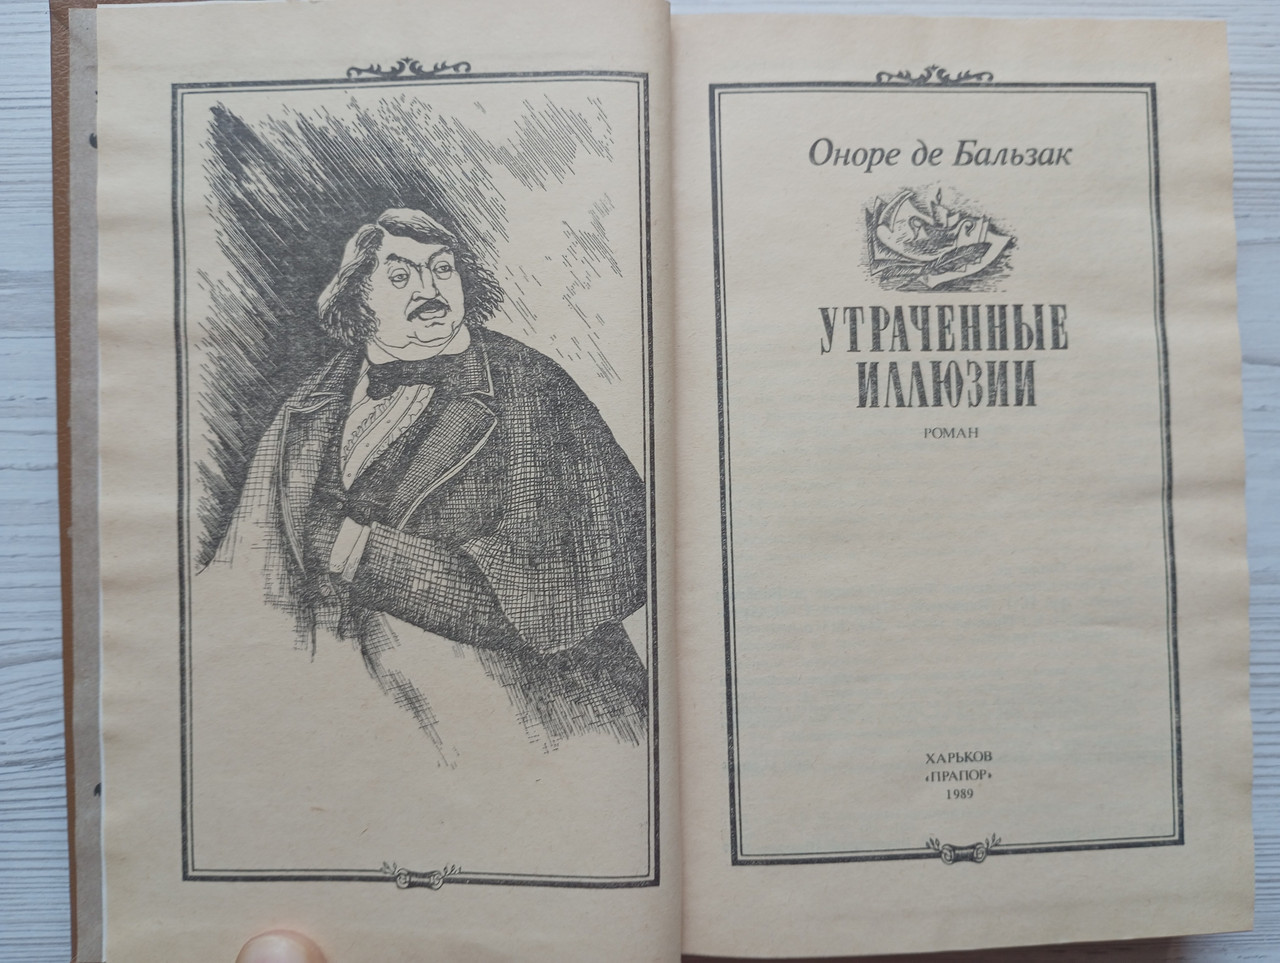 Оноре де Бальзак
УТРАЧЕННЫЕ
ИЛЛЮЗИИ
РОМАН
ХАРЬКОВ
«ПРАПОР»
1989